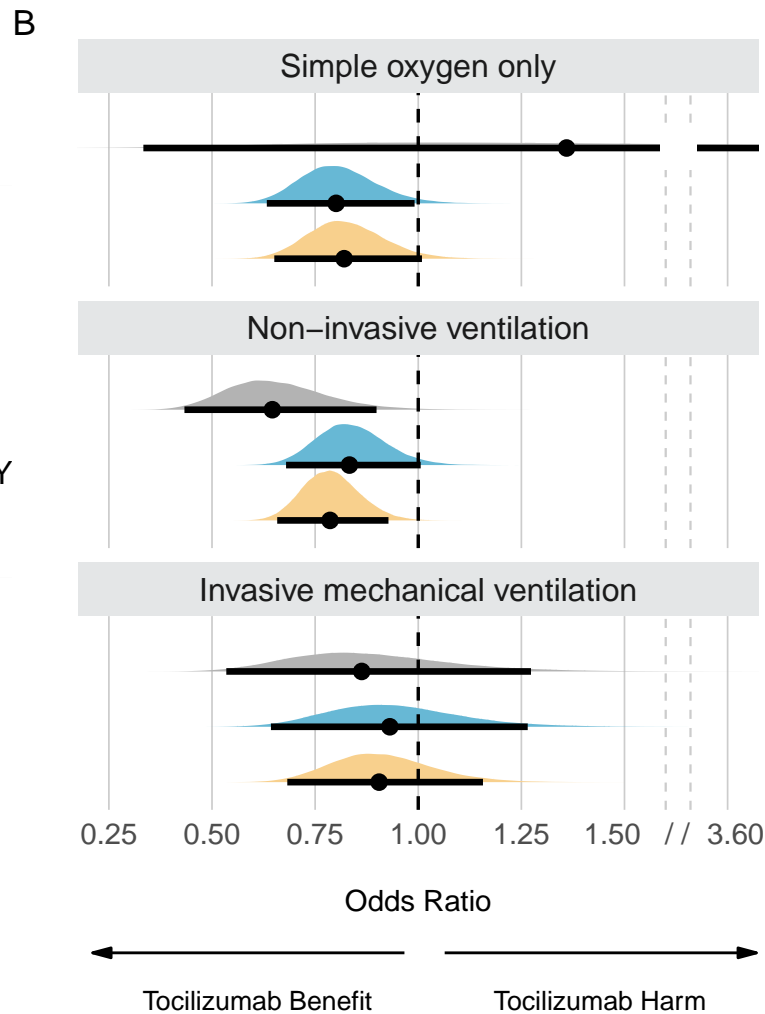 B
Simple oxygen only
Non−invasive ventilation
Y
Invasive mechanical ventilation
0.25 0.50 0.75 1.00 1.25 1.50 // 3.60
Odds Ratio
Tocilizumab Benefit Tocilizumab Harm